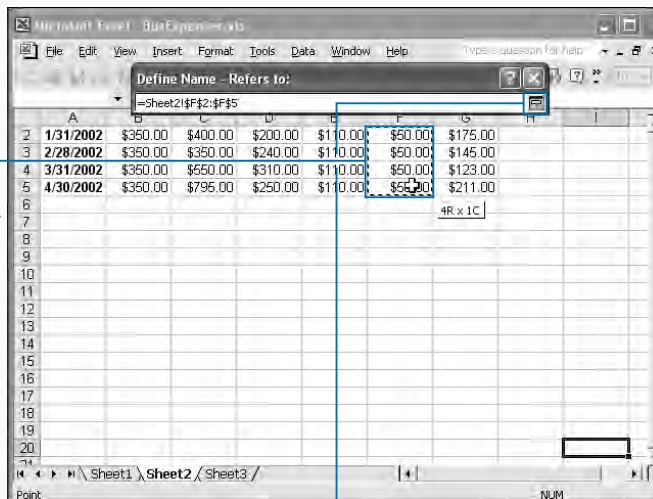 Microsoft Excel - BusExpenses.xls
File Edit View Insert Format Tools Data Window Help Type a question for help
Define Name - Refers to:
=Sheet2!$F$2:$F$5
A B C D E F G H I
2 1/31/2002 $350.00 $400.00 $200.00 $110.00 $50.00 $175.00
3 2/28/2002 $350.00 $350.00 $240.00 $110.00 $50.00 $145.00
4 3/31/2002 $350.00 $550.00 $310.00 $110.00 $50.00 $123.00
5 4/30/2002 $350.00 $795.00 $250.00 $110.00 $211.00
6 4R x 1C
7
8
9
10
11
12
13
14
15
16
17
18
19
20
21
Sheet1 Sheet2 Sheet3
Point NUM